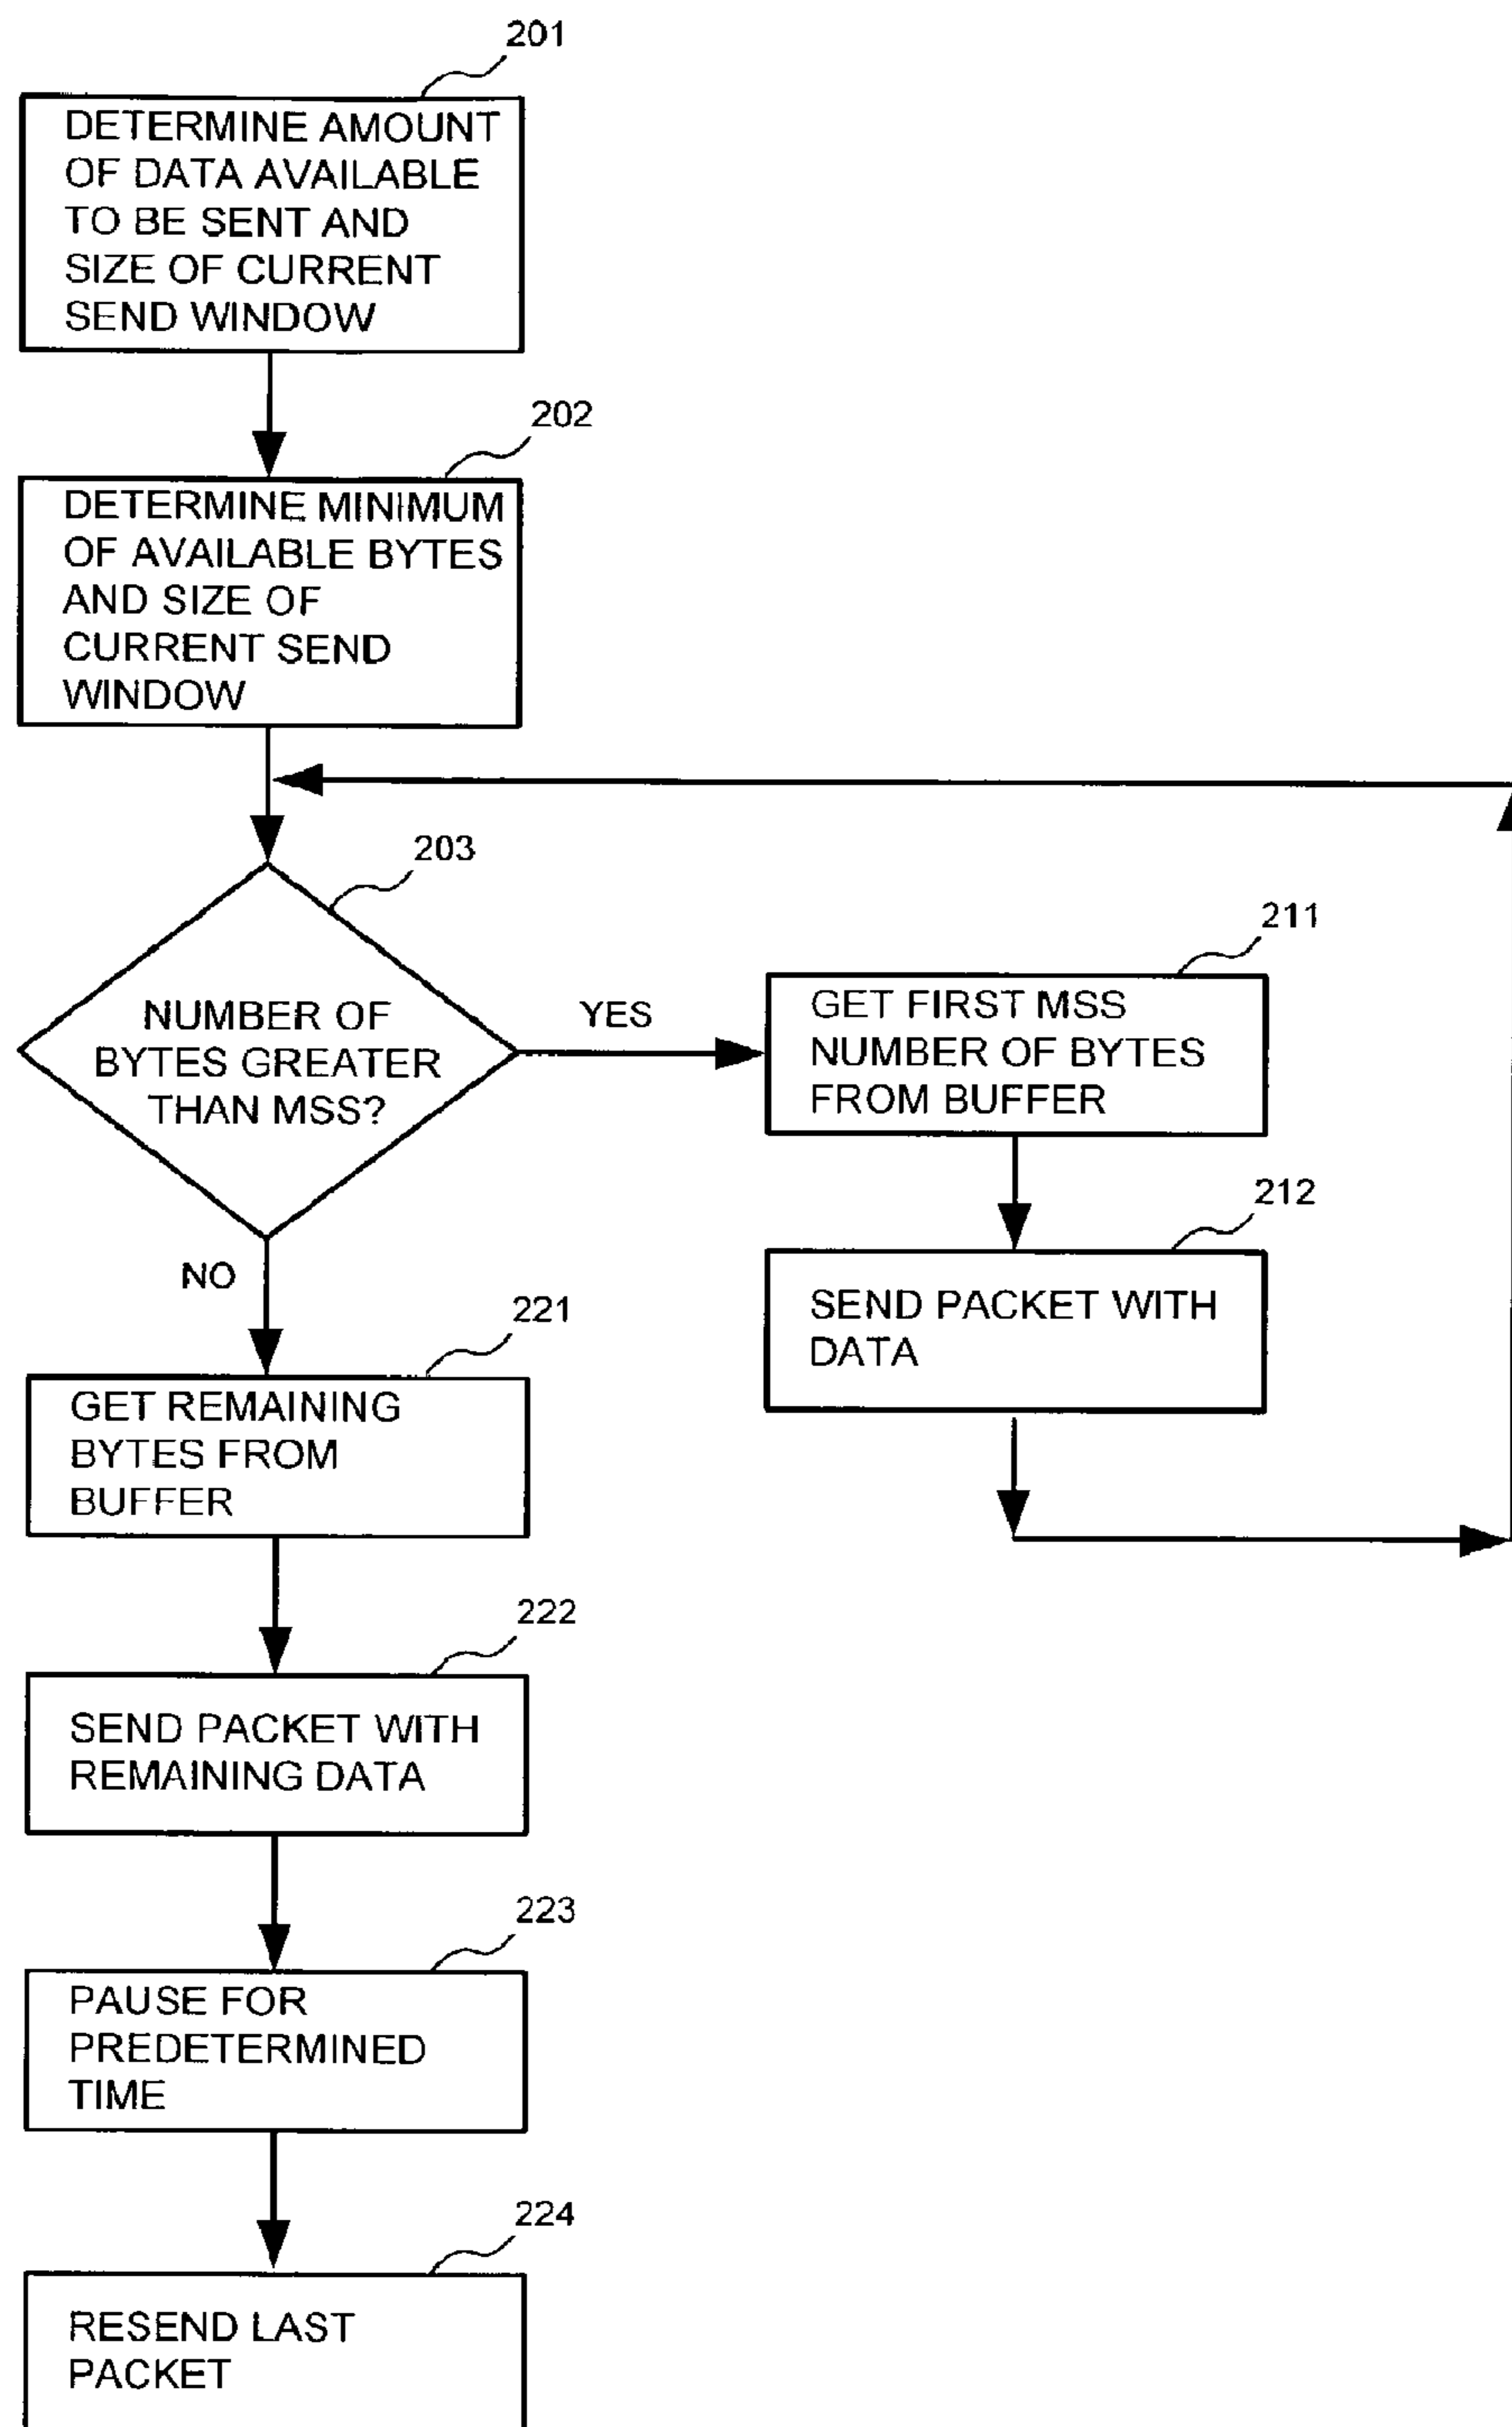 201
DETERMINE AMOUNT
OF DATA AVAILABLE
TO BE SENT AND
SIZE OF CURRENT
SEND WINDOW
202
DETERMINE MINIMUM
OF AVAILABLE BYTES
AND SIZE OF
CURRENT SEND
WINDOW
203
NUMBER OF
BYTES GREATER
THAN MSS?
YES
211
GET FIRST MSS
NUMBER OF BYTES
FROM BUFFER
212
SEND PACKET WITH
DATA
NO
221
GET REMAINING
BYTES FROM
BUFFER
222
SEND PACKET WITH
REMAINING DATA
223
PAUSE FOR
PREDETERMINED
TIME
224
RESEND LAST
PACKET